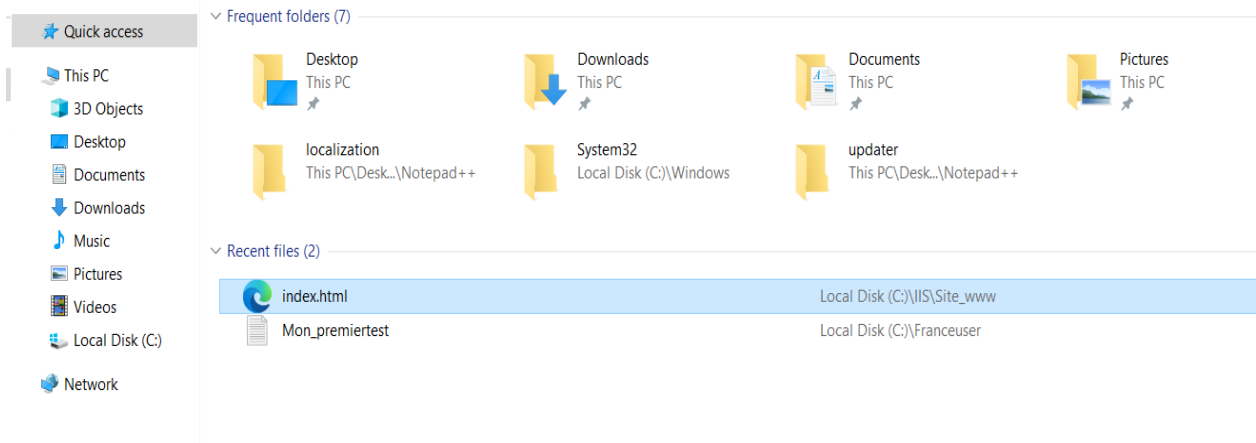 Quick access
This PC
3D Objects
Desktop
Documents
Downloads
Music
Pictures
Videos
Local Disk (C:)
Network
Frequent folders (7)
Desktop
This PC
Downloads
This PC
Documents
This PC
Pictures
This PC
localization
This PC\Desk...\Notepad++
System32
Local Disk (C:)\Windows
updater
This PC\Desk...\Notepad++
Recent files (2)
index.html Local Disk (C:)\IIS\Site_www
Mon_premiertest Local Disk (C:)\Franceuser